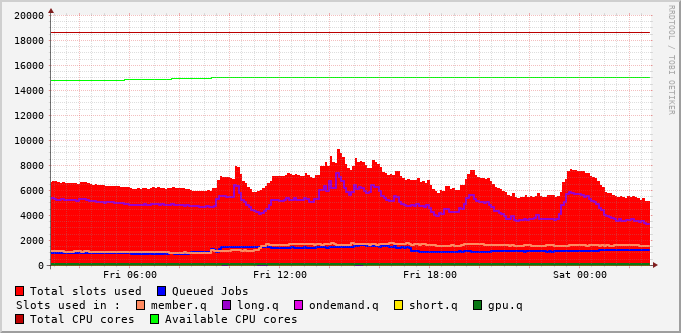 20000
18000
16000
14000
12000
10000
8000
6000
4000
2000
0
Fri 06:00 Fri 12:00 Fri 18:00 Sat 00:00
RRDTOOL / TOBI OETIKER
Total slots used Queued Jobs
Slots used in : member.q long.q ondemand.q short.q gpu.q
Total CPU cores Available CPU cores